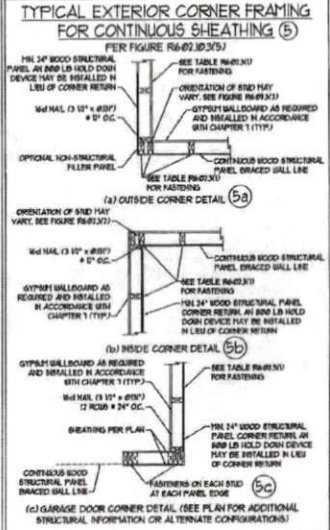 TYPICAL EXTERIOR CORNER FRAMING
FOR CONTINUOUS SHEATHING 5
PER FIGURE R602.10.3(5)
MIN. 24" WOOD STRUCTURAL
PANEL AN 800 LB HOLD DOWN
DEVICE MAY BE INSTALLED IN
LIEU OF CORNER RETURN
SEE TABLE R602.3(1)
FOR FASTENING
ORIENTATION OF STUD MAY
VARY. SEE FIGURE R602.3(2)
GYPSUM WALLBOARD AS REQUIRED
AND INSTALLED IN ACCORDANCE
WITH CHAPTER 7 (TYP.)
16d NAIL (3 1/2" x 0.131")
@ 12" O.C.
OPTIONAL NON-STRUCTURAL
FILLER PANEL
CONTINUOUS WOOD STRUCTURAL
PANEL BRACED WALL LINE
SEE TABLE R602.3(1)
FOR FASTENING
(a) OUTSIDE CORNER DETAIL 5a
ORIENTATION OF STUD MAY
VARY. SEE FIGURE R602.3(2)
16d NAIL (3 1/2" x 0.131")
@ 12" O.C.
CONTINUOUS WOOD STRUCTURAL
PANEL BRACED WALL LINE
SEE TABLE R602.3(1)
FOR FASTENING
GYPSUM WALLBOARD AS
REQUIRED AND INSTALLED
IN ACCORDANCE WITH
CHAPTER 7 (TYP.)
MIN. 24" WOOD STRUCTURAL PANEL
CORNER RETURN. AN 800 LB HOLD
DOWN DEVICE MAY BE INSTALLED
IN LIEU OF CORNER RETURN
(b) INSIDE CORNER DETAIL 5b
GYPSUM WALLBOARD AS REQUIRED
AND INSTALLED IN ACCORDANCE
WITH CHAPTER 7 (TYP.)
SEE TABLE R602.3(1)
FOR FASTENING
16d NAIL (3 1/2" x 0.131")
(2 ROWS @ 24" O.C.
SHEATHING PER PLAN
MIN. 24" WOOD STRUCTURAL
PANEL CORNER RETURN. AN
800 LB HOLD DOWN DEVICE
MAY BE INSTALLED IN LIEU
OF CORNER RETURN
CONTINUOUS WOOD
STRUCTURAL PANEL
BRACED WALL LINE
FASTENERS ON EACH STUD
AT EACH PANEL EDGE
5c
(c) GARAGE DOOR CORNER DETAIL (SEE PLAN FOR ADDITIONAL
STRUCTURAL INFORMATION OR ALTERNATE CONFIGURATIONS)